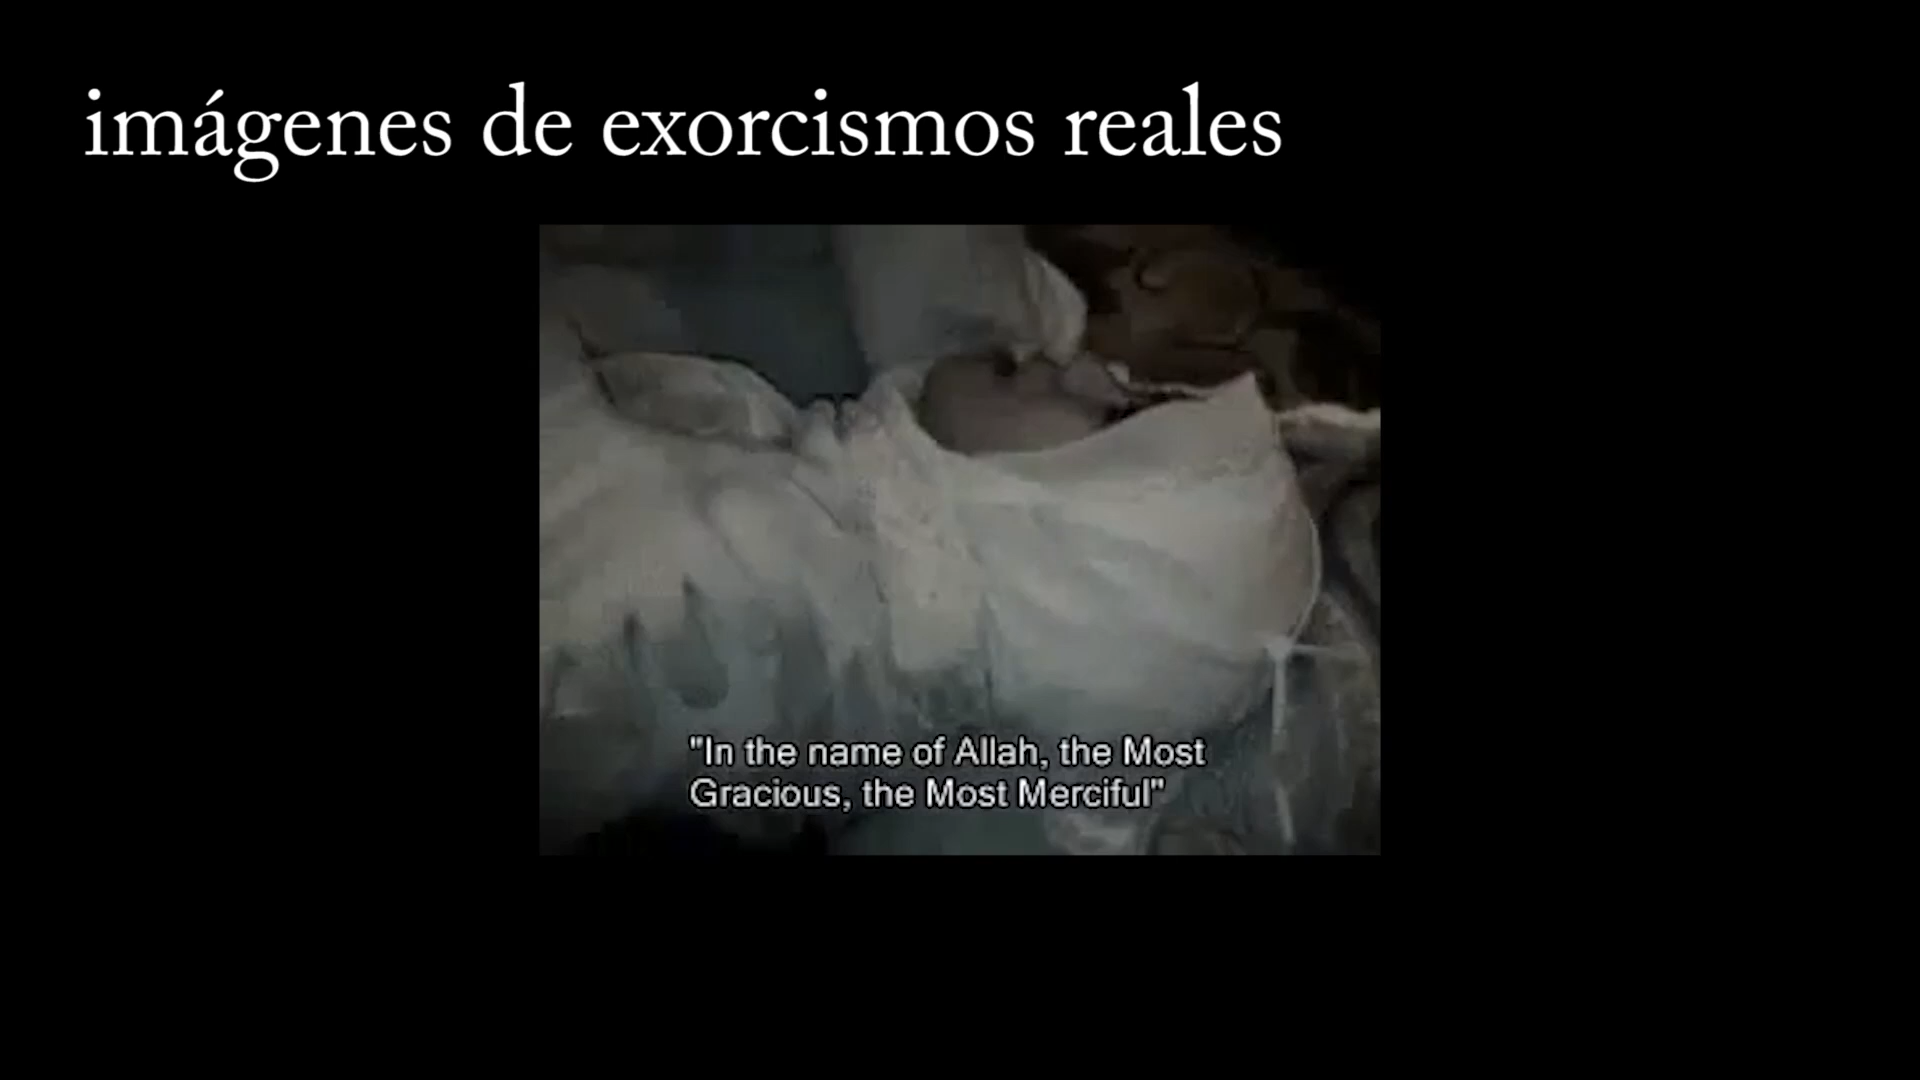 imágenes de exorcismos reales
"In the name of Allah, the Most
Gracious, the Most Merciful"